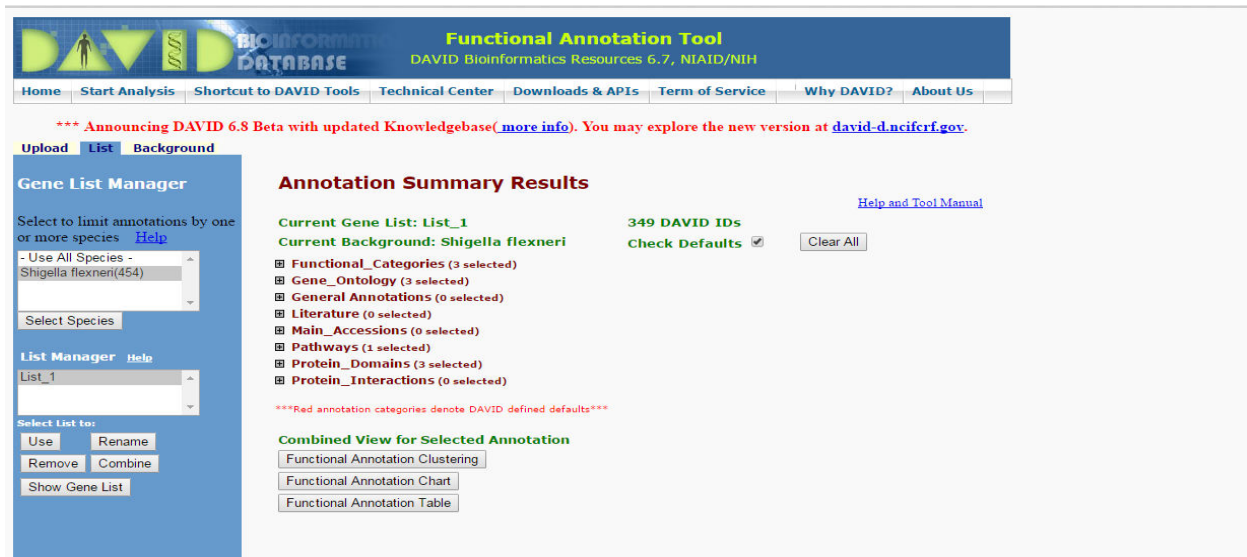 DAVID BIOINFORMATICS DATABASE
Functional Annotation Tool
DAVID Bioinformatics Resources 6.7, NIAID/NIH
Home Start Analysis Shortcut to DAVID Tools Technical Center Downloads & APIs Term of Service Why DAVID? About Us
*** Announcing DAVID 6.8 Beta with updated Knowledgebase( more info). You may explore the new version at david-d.ncifcrf.gov.
Upload List Background
Gene List Manager
Select to limit annotations by one
or more species Help
- Use All Species -
Shigella flexneri(454)
Select Species
List Manager Help
List_1
Select List to:
Use Rename
Remove Combine
Show Gene List
Annotation Summary Results
Help and Tool Manual
Current Gene List: List_1 349 DAVID IDs
Current Background: Shigella flexneri Check Defaults Clear All
Functional_Categories (3 selected)
Gene_Ontology (3 selected)
General Annotations (0 selected)
Literature (0 selected)
Main_Accessions (0 selected)
Pathways (1 selected)
Protein_Domains (3 selected)
Protein_Interactions (0 selected)
***Red annotation categories denote DAVID defined defaults***
Combined View for Selected Annotation
Functional Annotation Clustering
Functional Annotation Chart
Functional Annotation Table